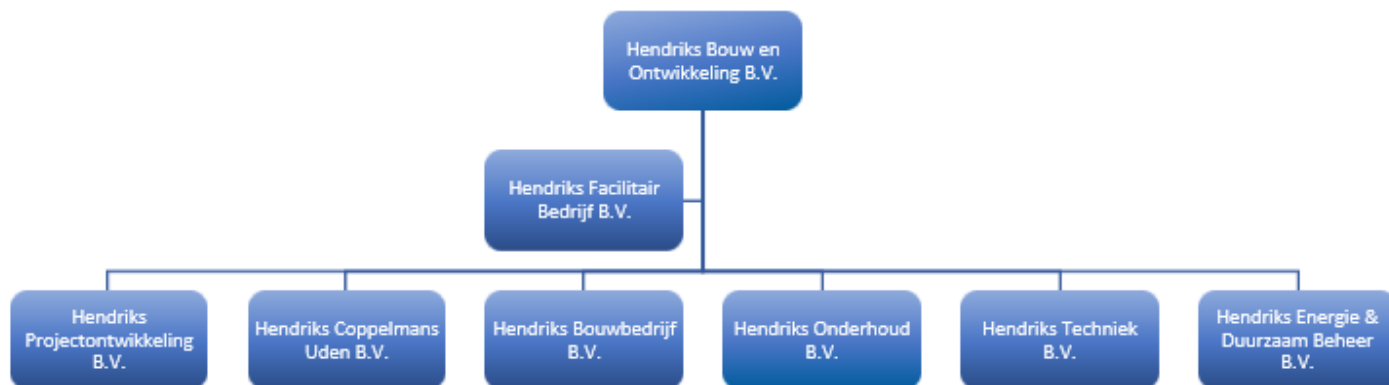 Hendriks Bouw en
Ontwikkeling B.V.
Hendriks Facilitair
Bedrijf B.V.
Hendriks
Projectontwikkeling
B.V.
Hendriks Coppelmans
Uden B.V.
Hendriks Bouwbedrijf
B.V.
Hendriks Onderhoud
B.V.
Hendriks Techniek
B.V.
Hendriks Energie &
Duurzaam Beheer
B.V.